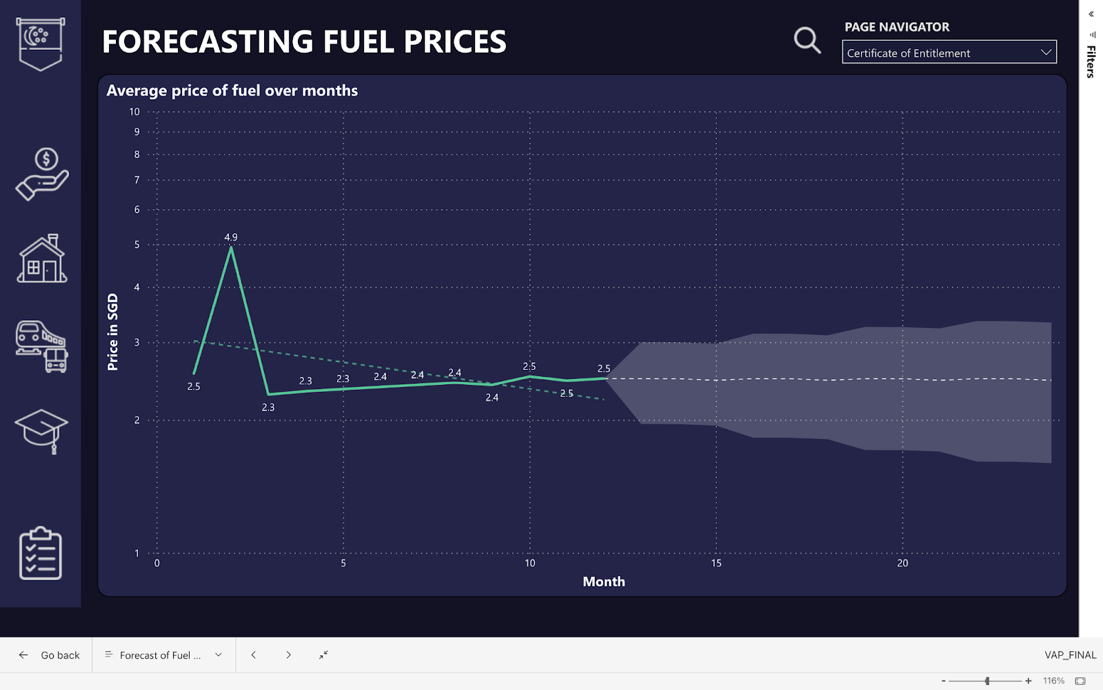 FORECASTING FUEL PRICES
PAGE NAVIGATOR
Certificate of Entitlement
Filters
Average price of fuel over months
10
9
8
7
6
5
4
3
2
1
Price in SGD
2.5
4.9
2.3
2.3
2.3
2.4
2.4
2.4
2.4
2.5
2.5
2.5
0
5
10
15
20
Month
Go back
Forecast of Fuel ...
VAP_FINAL
- + 116%